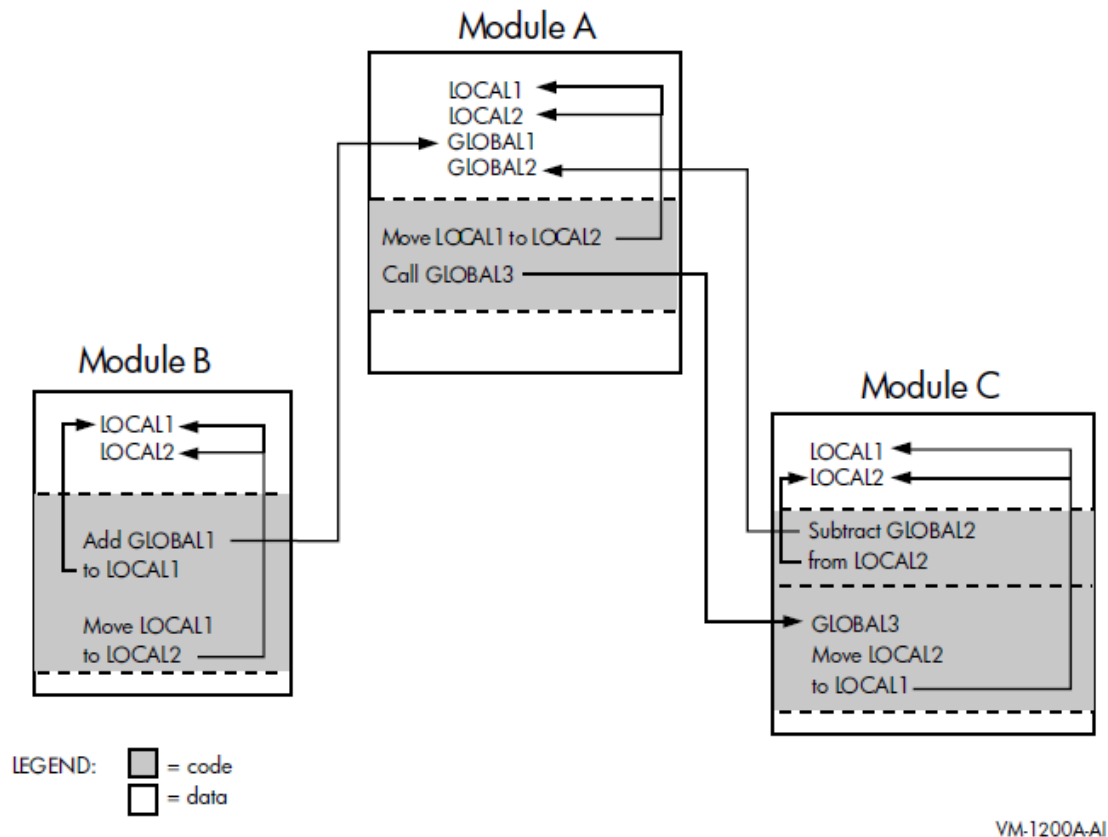 Module A
LOCAL1
LOCAL2
GLOBAL1
GLOBAL2
Move LOCAL1 to LOCAL2
Call GLOBAL3
Module B
LOCAL1
LOCAL2
Add GLOBAL1
to LOCAL1
Move LOCAL1
to LOCAL2
Module C
LOCAL1
LOCAL2
Subtract GLOBAL2
from LOCAL2
GLOBAL3
Move LOCAL2
to LOCAL1
LEGEND:
= code
= data
VM-1200A-AI